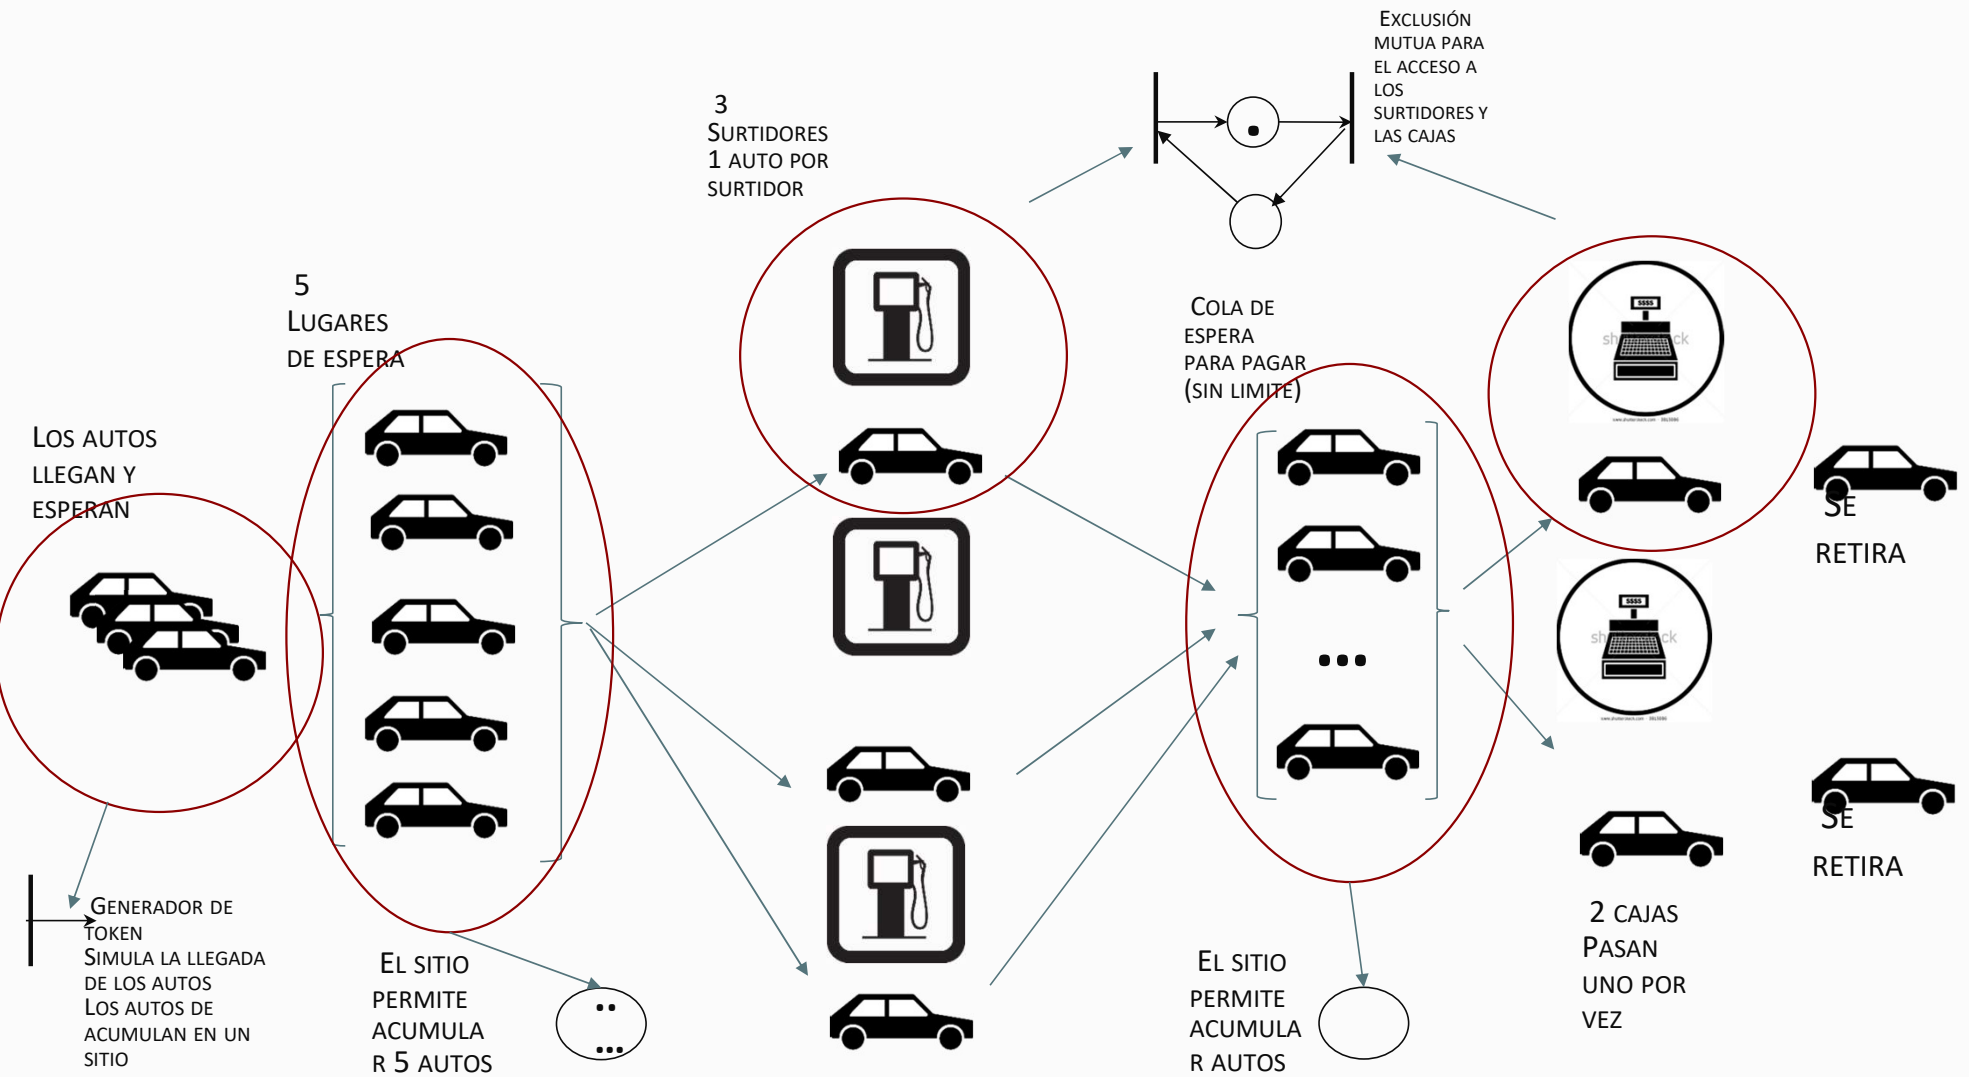 Exclusión
mutua para
el acceso a
los
surtidores y
las cajas
3
Surtidores
1 auto por
surtidor
5
Lugares
de espera
Cola de
espera
para pagar
(sin limite)
Los autos
llegan y
esperan
$$$$
shutterstock
Se
retira
$$$$
shutterstock
Se
retira
Generador de
token
Simula la llegada
de los autos
Los autos de
acumulan en un
sitio
El sitio
permite
acumula
r 5 autos
El sitio
permite
acumula
r autos
2 cajas
Pasan
uno por
vez